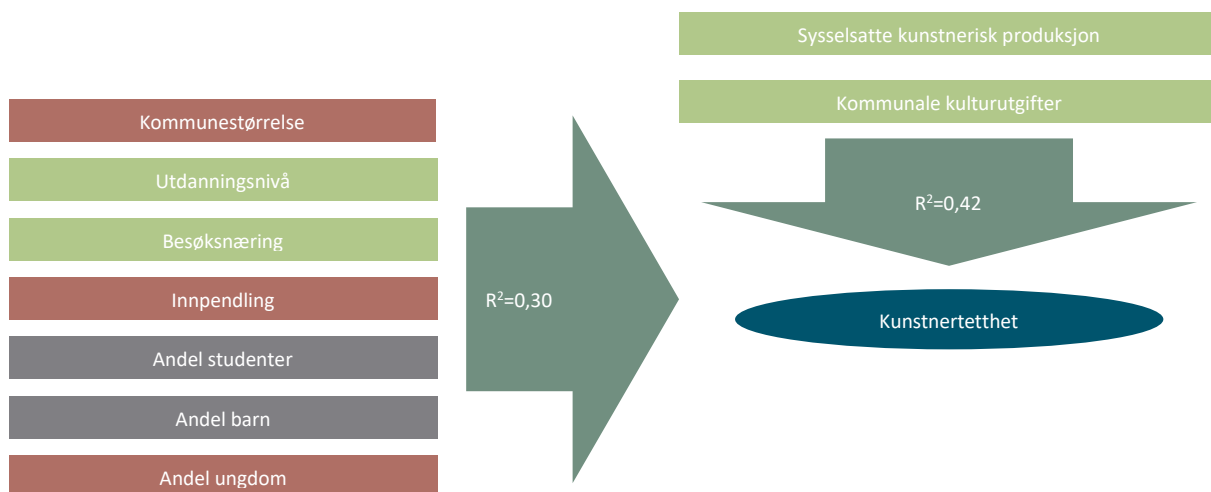 Kommunestørrelse
Utdanningsnivå
Besøksnæring
Innpendling
Andel studenter
Andel barn
Andel ungdom
R²=0,30
Sysselsatte kunstnerisk produksjon
Kommunale kulturutgifter
R²=0,42
Kunstnertetthet